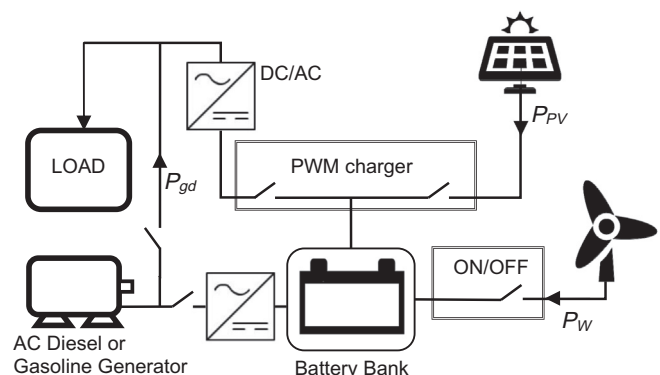 DC/AC
P_PV
PWM charger
LOAD
P_gd
ON/OFF
P_W
AC Diesel or
Gasoline Generator
Battery Bank